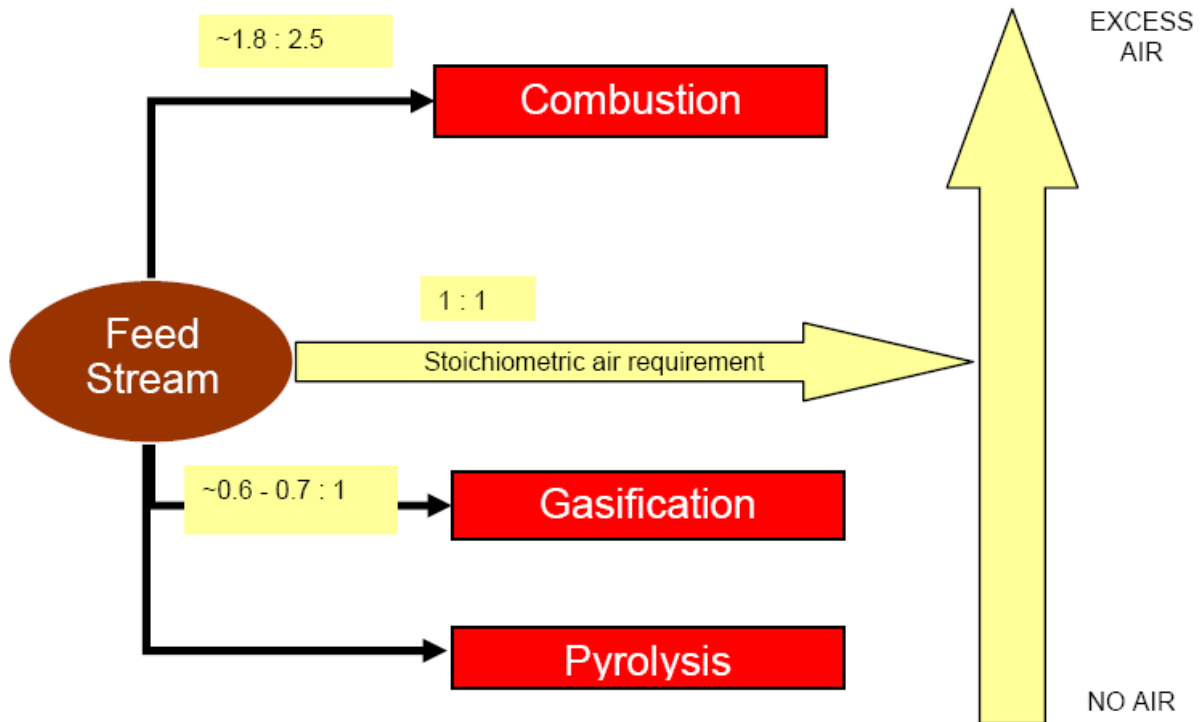 ~1.8 : 2.5
EXCESS
AIR
Combustion
1 : 1
Feed
Stream
Stoichiometric air requirement
~0.6 - 0.7 : 1
Gasification
Pyrolysis
NO AIR